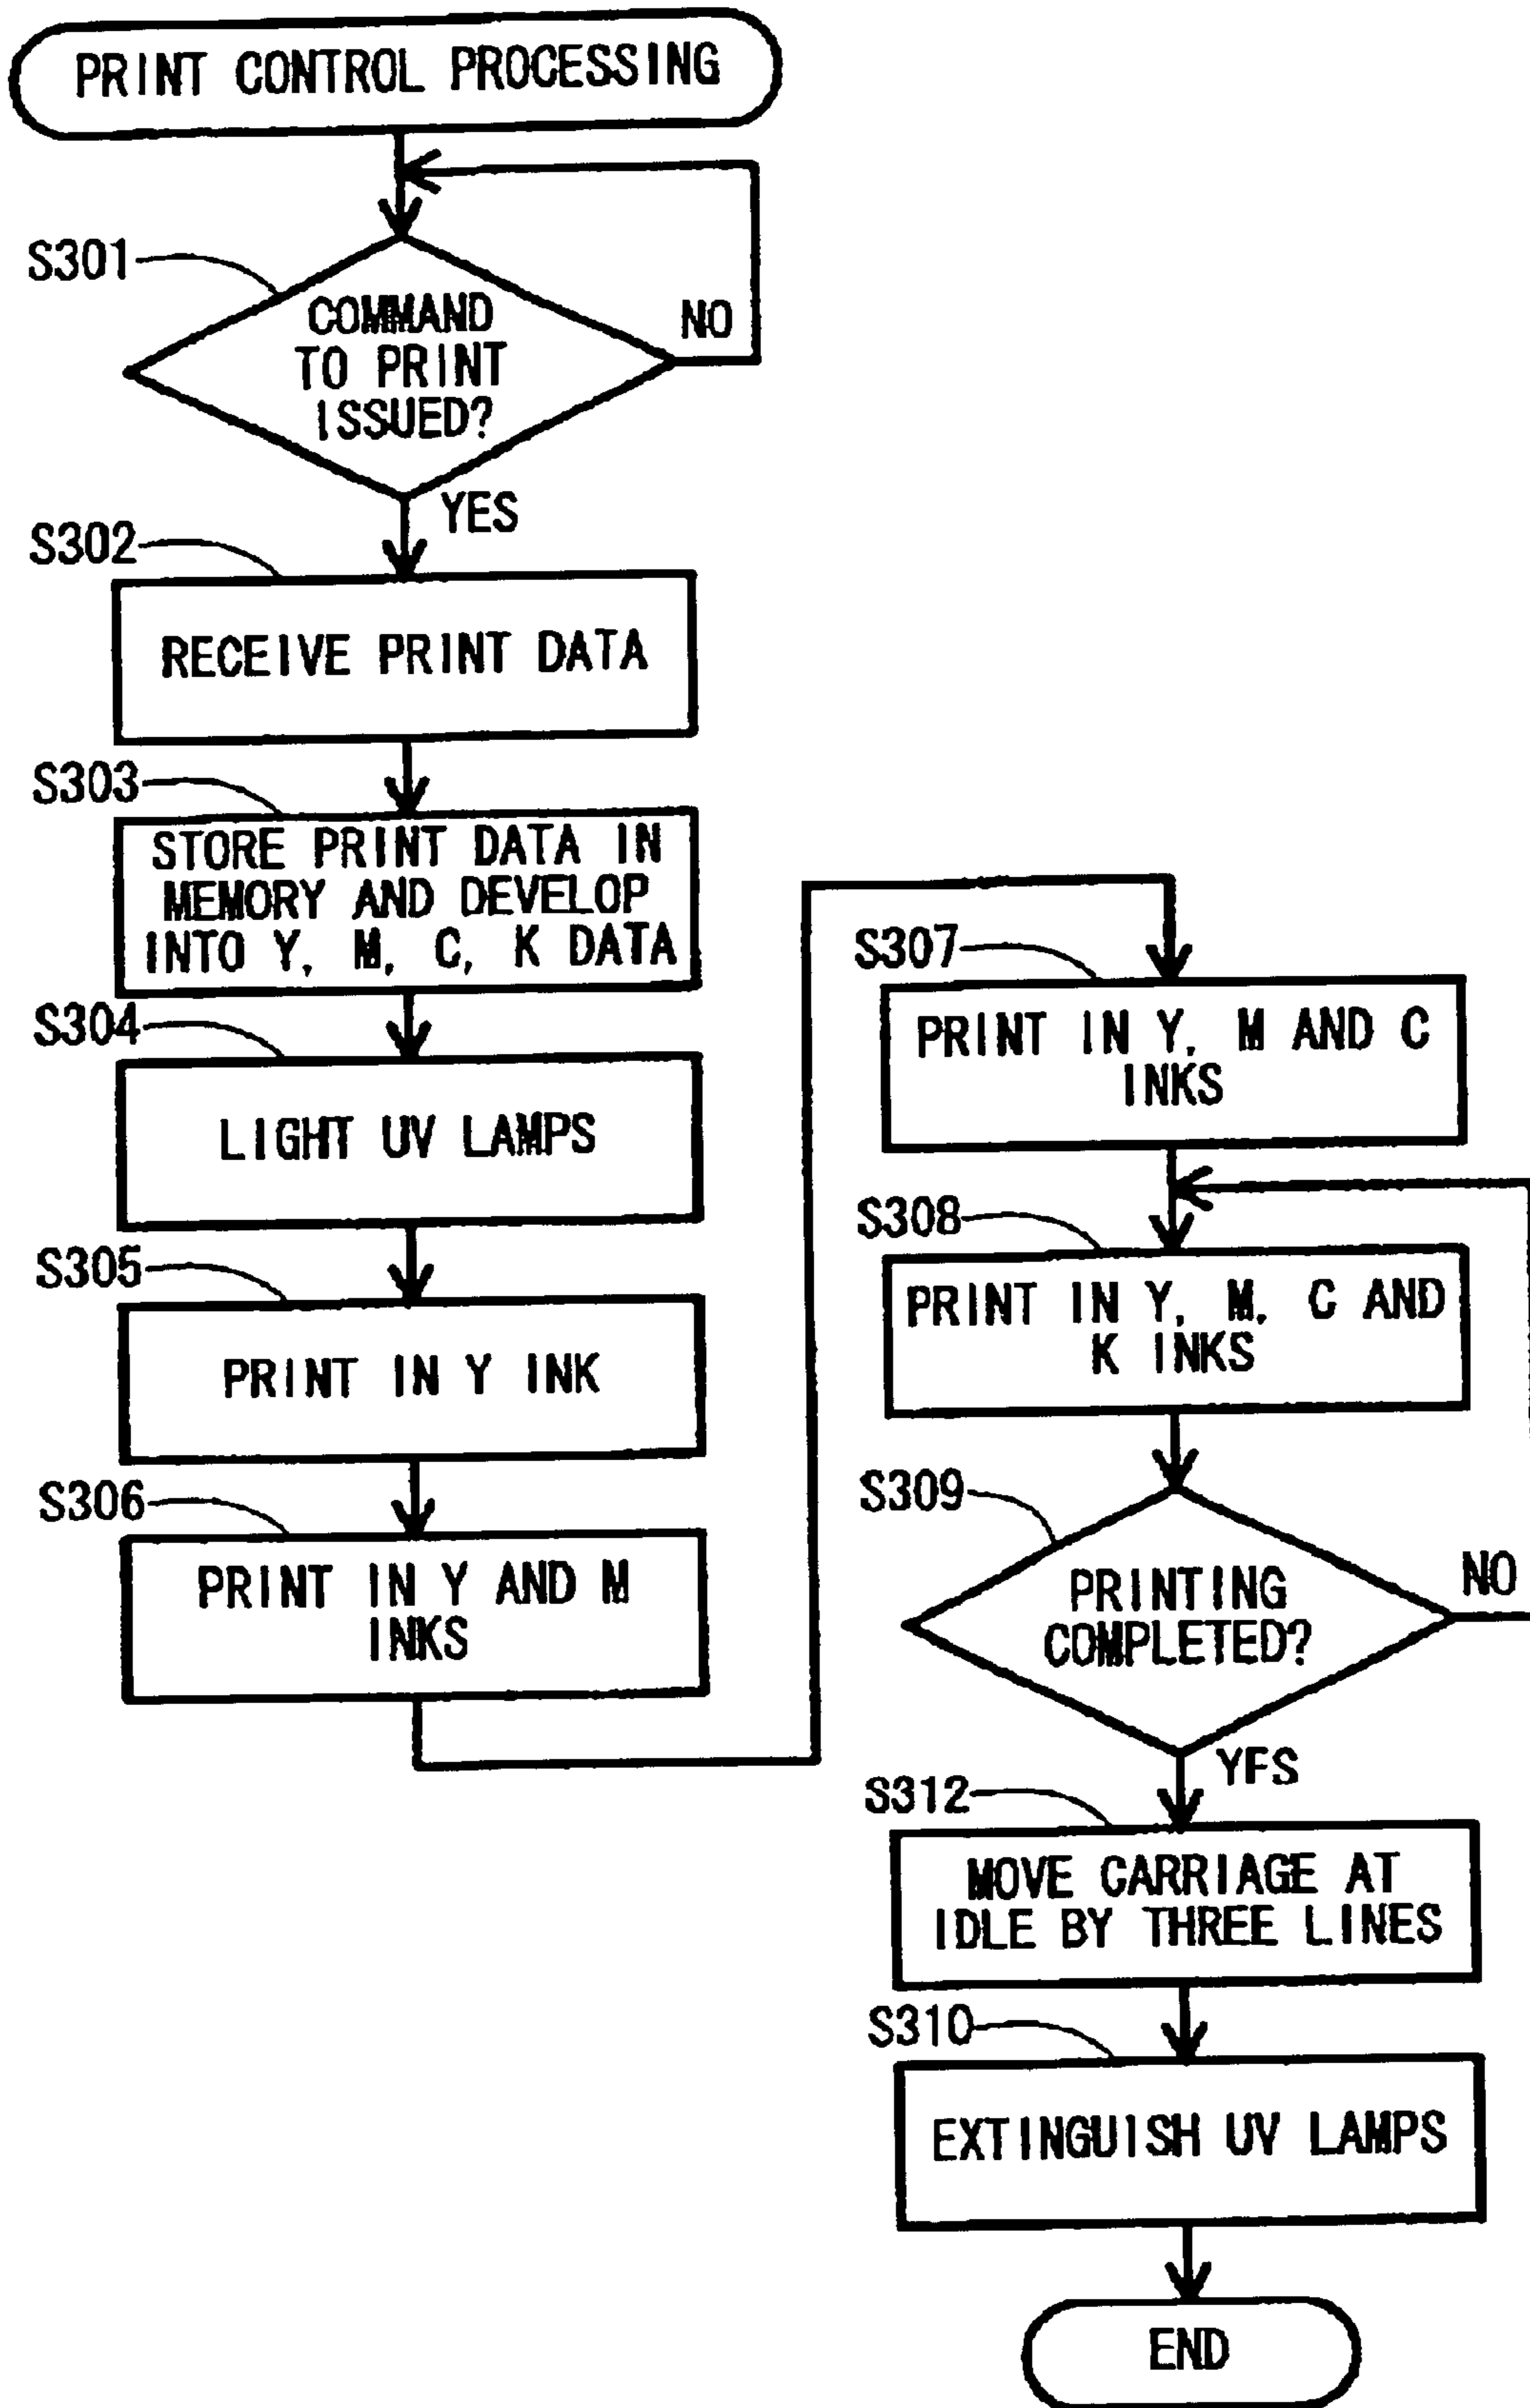 PRINT CONTROL PROCESSING
S301
COMMAND
TO PRINT
ISSUED?
NO
YES
S302
RECEIVE PRINT DATA
S303
STORE PRINT DATA IN
MEMORY AND DEVELOP
INTO Y, M, C, K DATA
S304
LIGHT UV LAMPS
S305
PRINT IN Y INK
S306
PRINT IN Y AND M
INKS
S307
PRINT IN Y, M AND C
INKS
S308
PRINT IN Y, M, C AND
K INKS
S309
PRINTING
COMPLETED?
NO
YES
S312
MOVE CARRIAGE AT
IDLE BY THREE LINES
S310
EXTINGUISH UV LAMPS
END